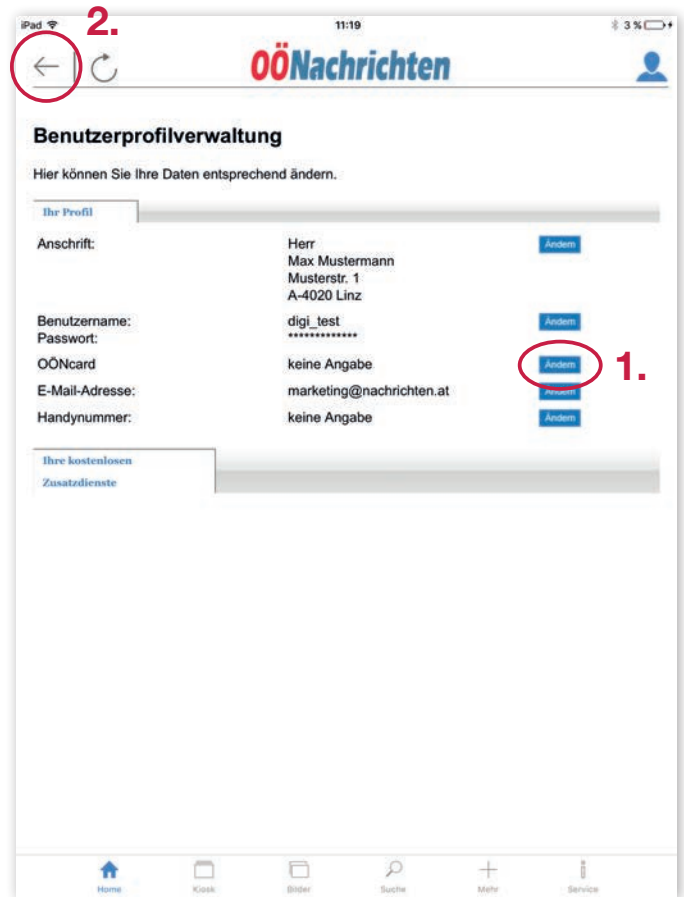 iPad 11:19 3 %
2.
OÖNachrichten
Benutzerprofilverwaltung
Hier können Sie Ihre Daten entsprechend ändern.
Ihr Profil
Anschrift: Herr Ändern
Max Mustermann
Musterstr. 1
A-4020 Linz
Benutzername: digi_test Ändern
Passwort: *************
OÖNcard keine Angabe Ändern 1.
E-Mail-Adresse: marketing@nachrichten.at Ändern
Handynummer: keine Angabe Ändern
Ihre kostenlosen
Zusatzdienste
Home Kiosk Bilder Suche Mehr Service